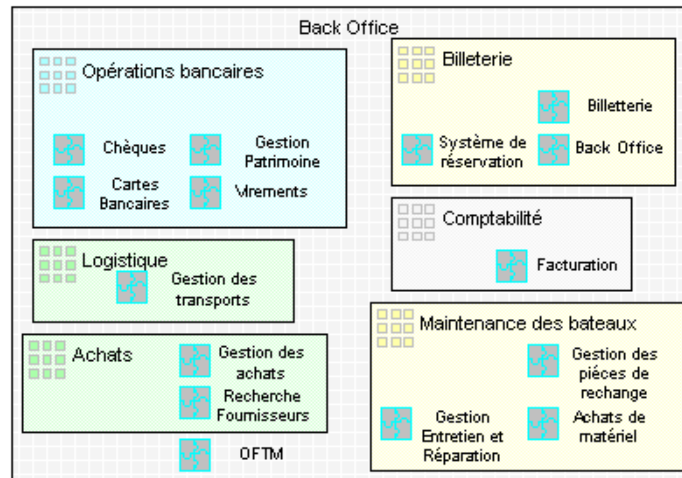 Back Office
Opérations bancaires
Chèques
Gestion
Patrimoine
Cartes
Bancaires
Virements
Billeterie
Billetterie
Système de
réservation
Back Office
Logistique
Gestion des
transports
Comptabilité
Facturation
Achats
Gestion des
achats
Recherche
Fournisseurs
OFTM
Maintenance des bateaux
Gestion des
piéces de
rechange
Gestion
Entretien et
Réparation
Achats de
matériel